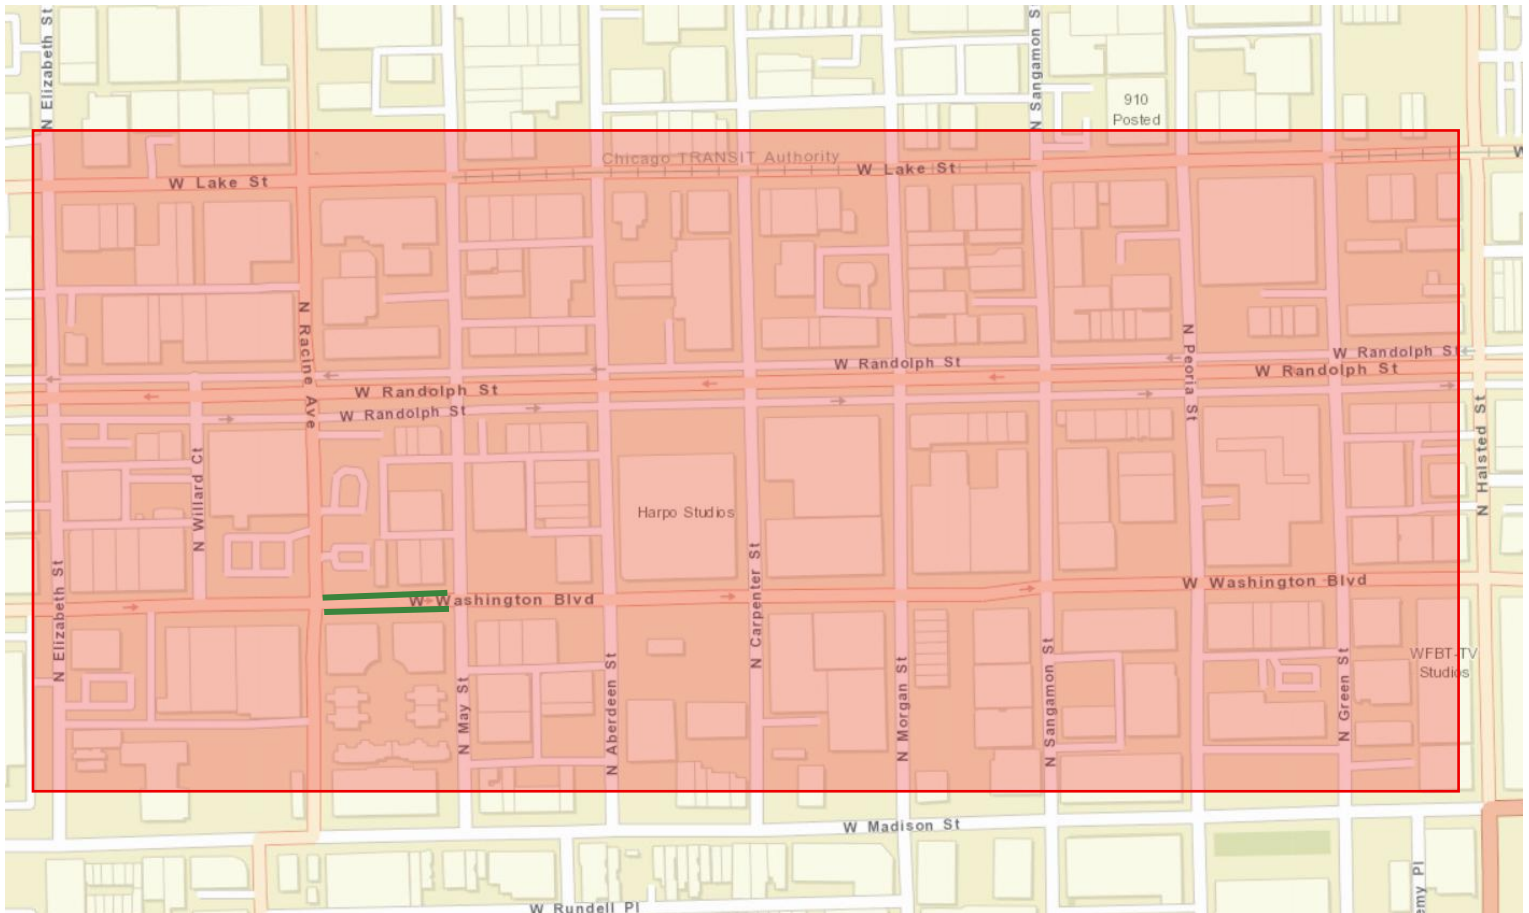 N Elizabeth St
N Sangamon S
910
Posted
Chicago TRANSIT Authority
W Lake St
W Lake St
W
N Racine Ave
N Peoria St
W Randolph St
W Randolph St
W Randolph St
W Randolph St
W Randolph St
N Halsted St
N Willard Ct
Harpo Studios
N Elizabeth St
W Washington Blvd
W Washington Blvd
N Carpenter St
N May St
N Aberdeen St
N Morgan St
N Sangamon St
N Green St
WFBT-TV
Studios
W Madison St
emy Pl
W Rundell Pl